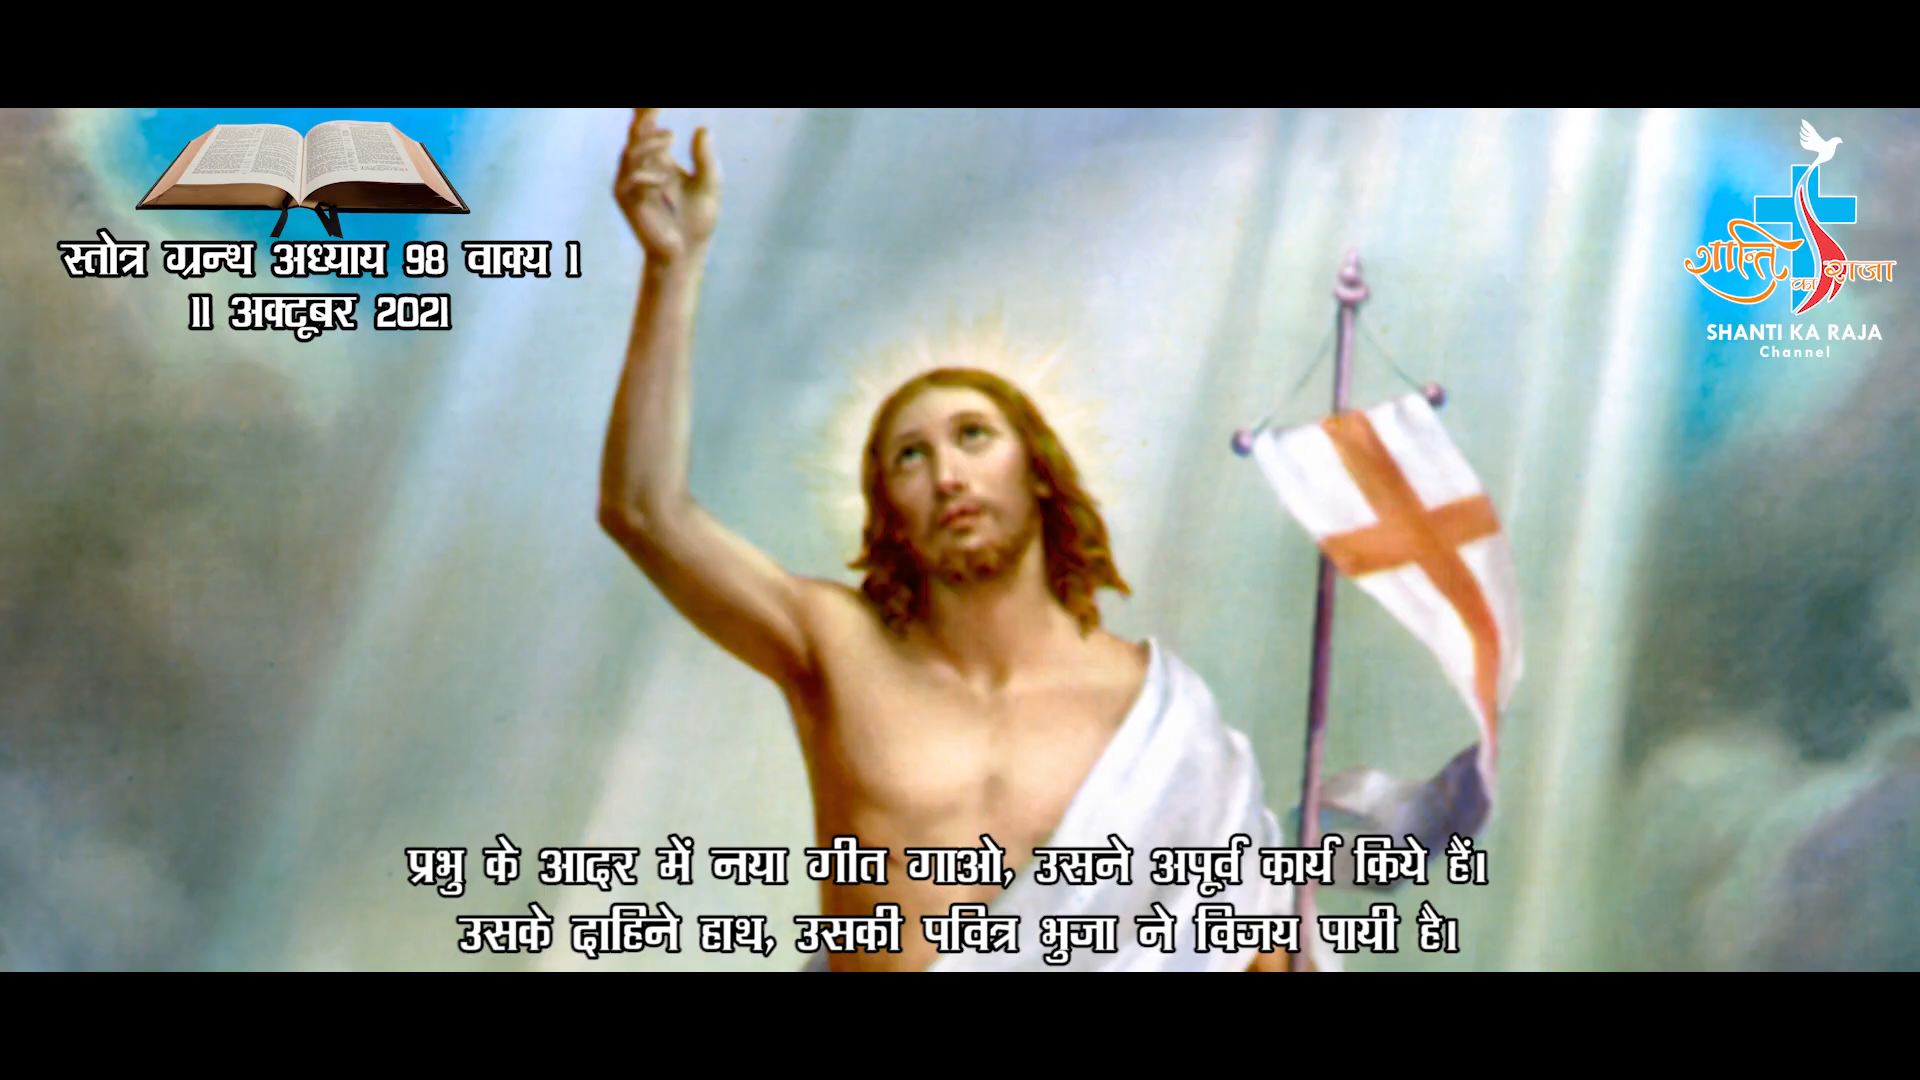 स्तोत्र ग्रन्थ अध्याय 98 वाक्य 1
11 अक्टूबर 2021
शान्ति का राजा
SHANTI KA RAJA
Channel
प्रभु के आदर में नया गीत गाओ, उसने अपूर्व कार्य किये हैं।
उसके दाहिने हाथ, उसकी पवित्र भुजा ने विजय पायी है।